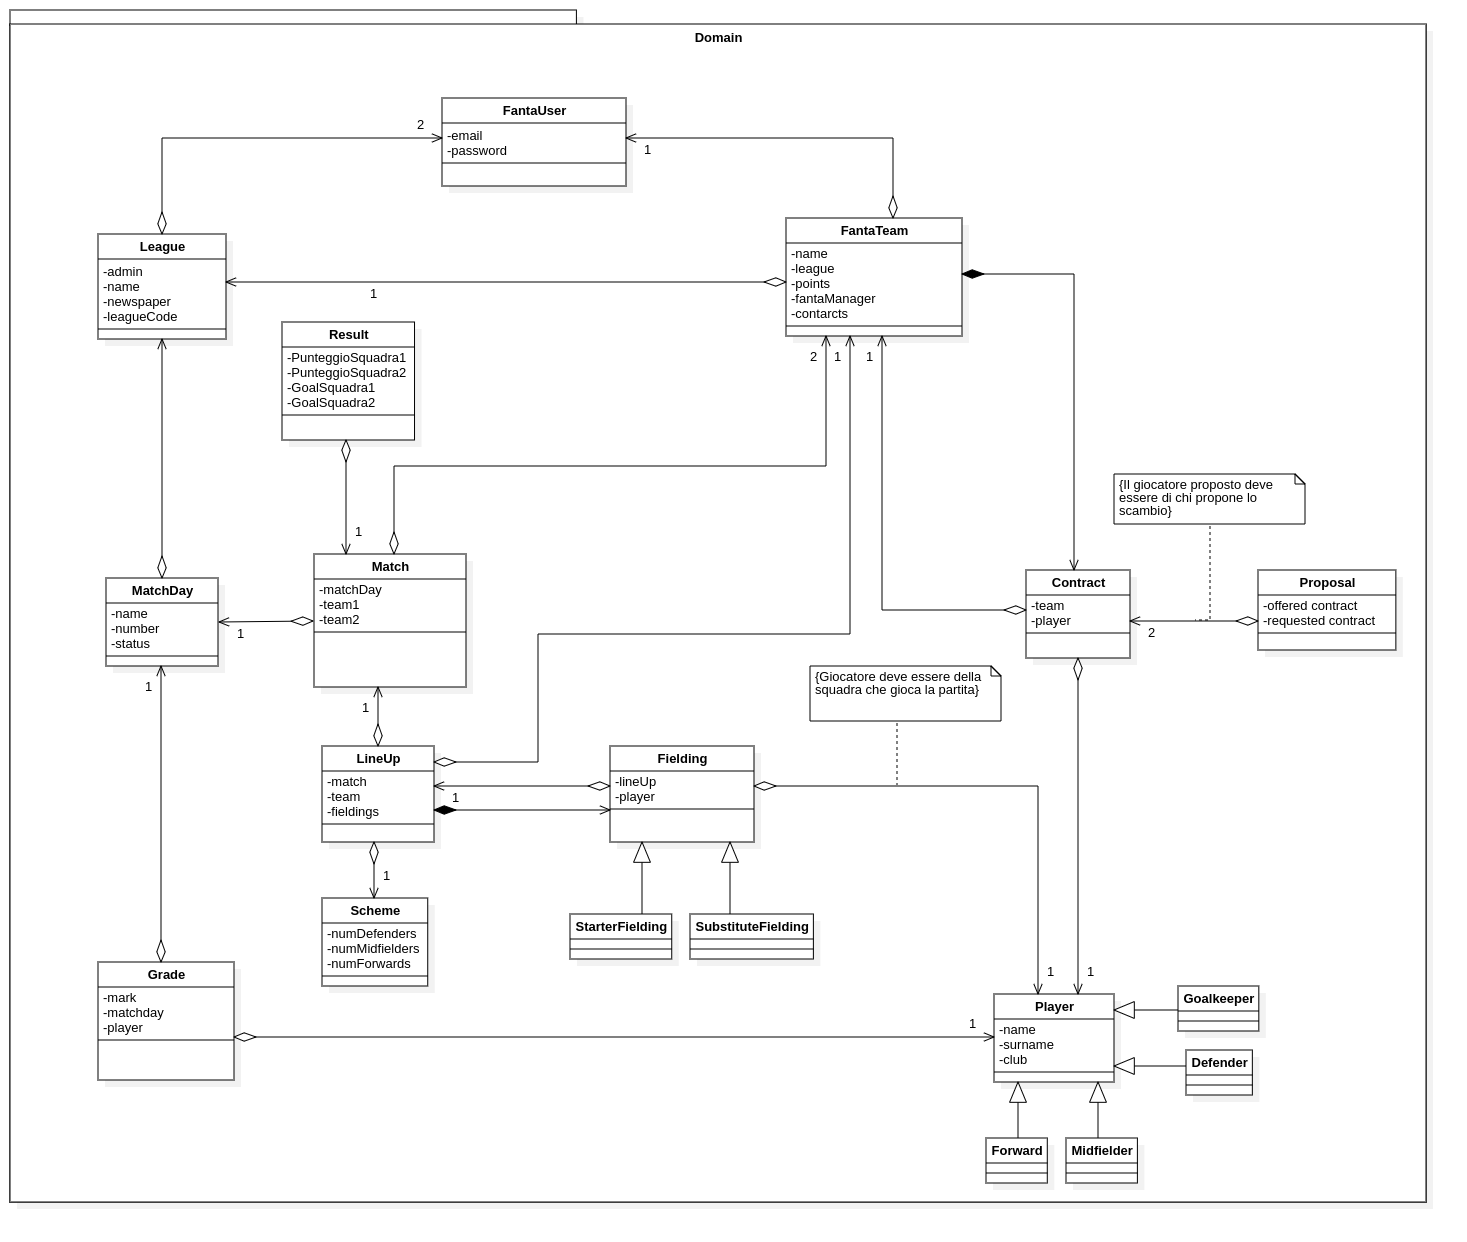 Domain
FantaUser
-email
-password
2
1
League
-admin
-name
-newspaper
-leagueCode
FantaTeam
-name
-league
-points
-fantaManager
-contarcts
1
Result
-PunteggioSquadra1
-PunteggioSquadra2
-GoalSquadra1
-GoalSquadra2
2
1
1
1
{Il giocatore proposto deve
essere di chi propone lo
scambio}
Match
-matchDay
-team1
-team2
MatchDay
-name
-number
-status
1
1
Contract
-team
-player
Proposal
-offered contract
-requested contract
2
{Giocatore deve essere della
squadra che gioca la partita}
1
LineUp
-match
-team
-fieldings
Fielding
-lineUp
-player
1
1
Scheme
-numDefenders
-numMidfielders
-numForwards
StarterFielding
SubstituteFielding
Grade
-mark
-matchday
-player
1
1
1
Player
-name
-surname
-club
Goalkeeper
Defender
Forward
Midfielder